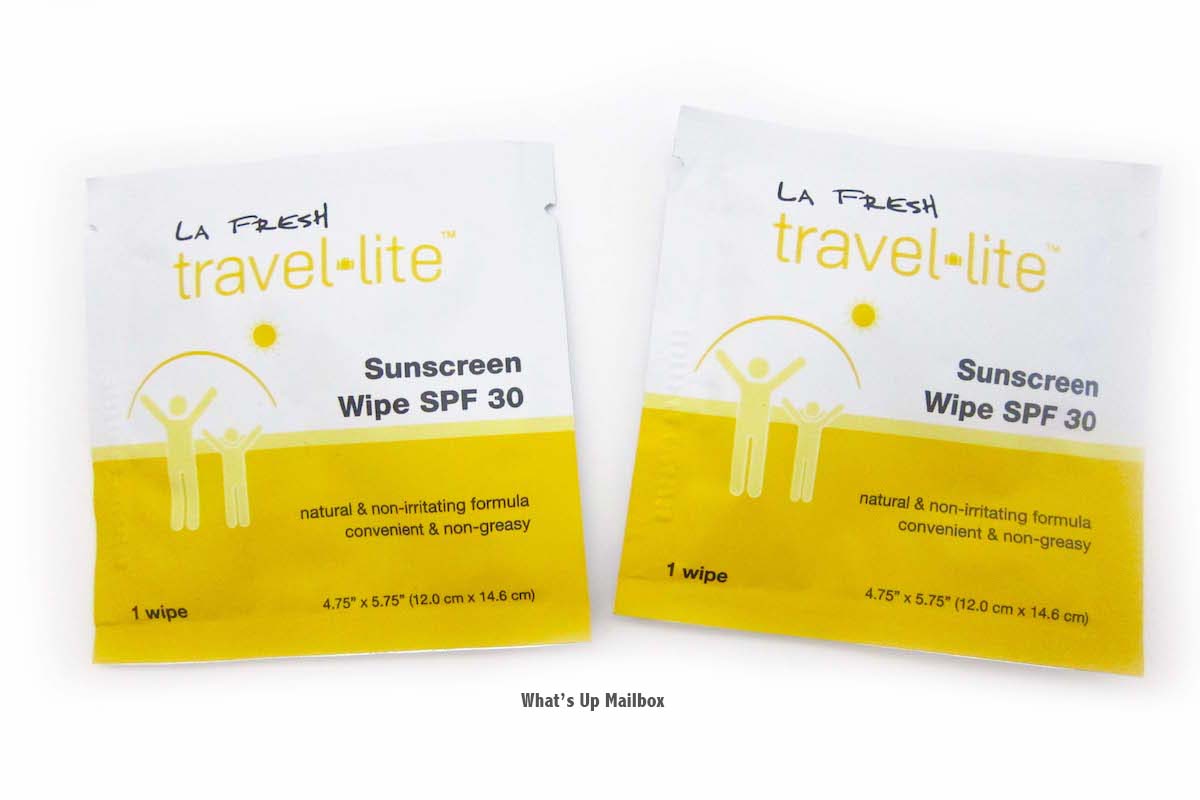 LA FRESH
travel•lite™
Sunscreen
Wipe SPF 30
natural & non-irritating formula
convenient & non-greasy
1 wipe
4.75” x 5.75” (12.0 cm x 14.6 cm)
LA FRESH
travel•lite™
Sunscreen
Wipe SPF 30
natural & non-irritating formula
convenient & non-greasy
1 wipe
4.75” x 5.75” (12.0 cm x 14.6 cm)
What’s Up Mailbox